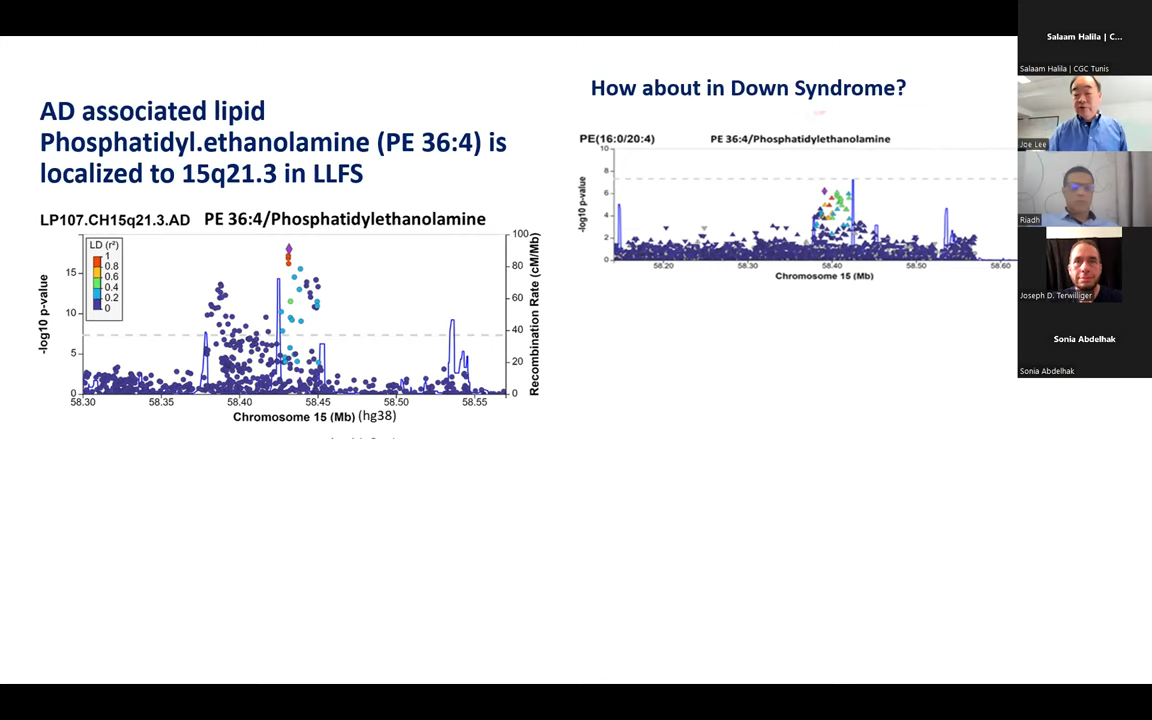 AD associated lipid
Phosphatidyl.ethanolamine (PE 36:4) is
localized to 15q21.3 in LLFS
LP107.CH15q21.3.AD PE 36:4/Phosphatidylethanolamine
LD (r²)
1
0.8
0.6
0.4
0.2
0
-log10 p-value
15
10
5
0
100
80
60
40
20
0
Recombination Rate (cM/Mb)
58.30 58.35 58.40 58.45 58.50 58.55
Chromosome 15 (Mb) (hg38)
How about in Down Syndrome?
PE(16:0/20:4) PE 36:4/Phosphatidylethanolamine
-log10 p-value
10
8
6
4
2
0
58.20 58.30 58.40 58.50 58.60
Chromosome 15 (Mb)
Salaam Halila | C...
Salaam Halila | CGC Tunis
Joe Lee
Riadh
Joseph D. Terwilliger
Sonia Abdelhak
Sonia Abdelhak